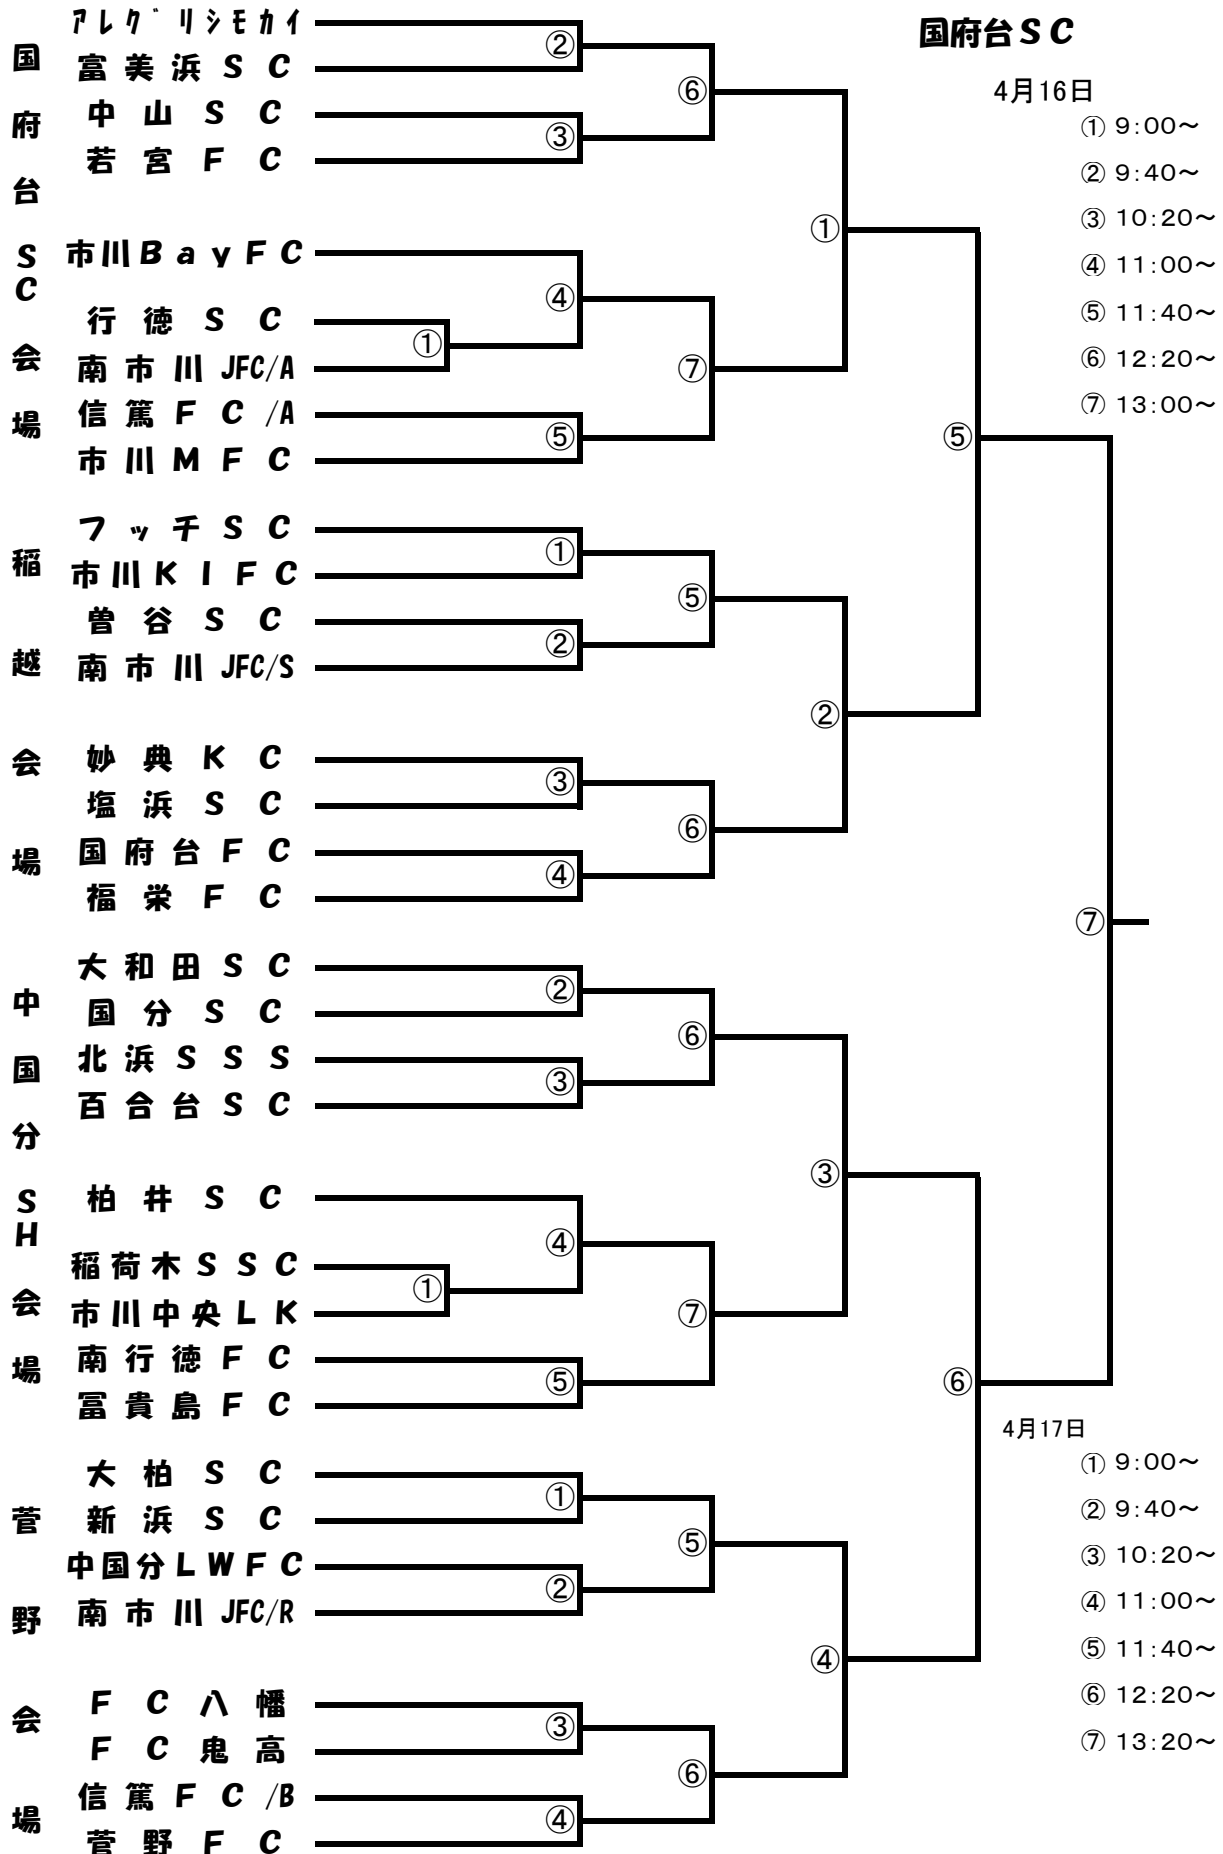 国府台SC
4月16日
① 9:00～
② 9:40～
③ 10:20～
④ 11:00～
⑤ 11:40～
⑥ 12:20～
⑦ 13:00～
国府台SC会場
ｱﾚｸﾞﾘｼﾓｶｲ
富美浜SC
②
中山SC
若宮FC
③
⑥
市川BayFC
行徳SC
南市川JFC/A
①
④
信篤FC/A
市川MFC
⑤
⑦
①
稲越会場
フッチSC
市川KIFC
①
曽谷SC
南市川JFC/S
②
⑤
妙典KC
塩浜SC
③
国府台FC
福栄FC
④
⑥
②
⑤
中国分SH会場
大和田SC
国分SC
②
北浜SSS
百合台SC
③
⑥
柏井SC
稲荷木SSC
市川中央LK
①
④
南行徳FC
冨貴島FC
⑤
⑦
③
菅野会場
大柏SC
新浜SC
①
中国分LWFC
南市川JFC/R
②
⑤
FC八幡
FC鬼高
③
信篤FC/B
菅野FC
④
⑥
④
⑥
⑦
4月17日
① 9:00～
② 9:40～
③ 10:20～
④ 11:00～
⑤ 11:40～
⑥ 12:20～
⑦ 13:20～